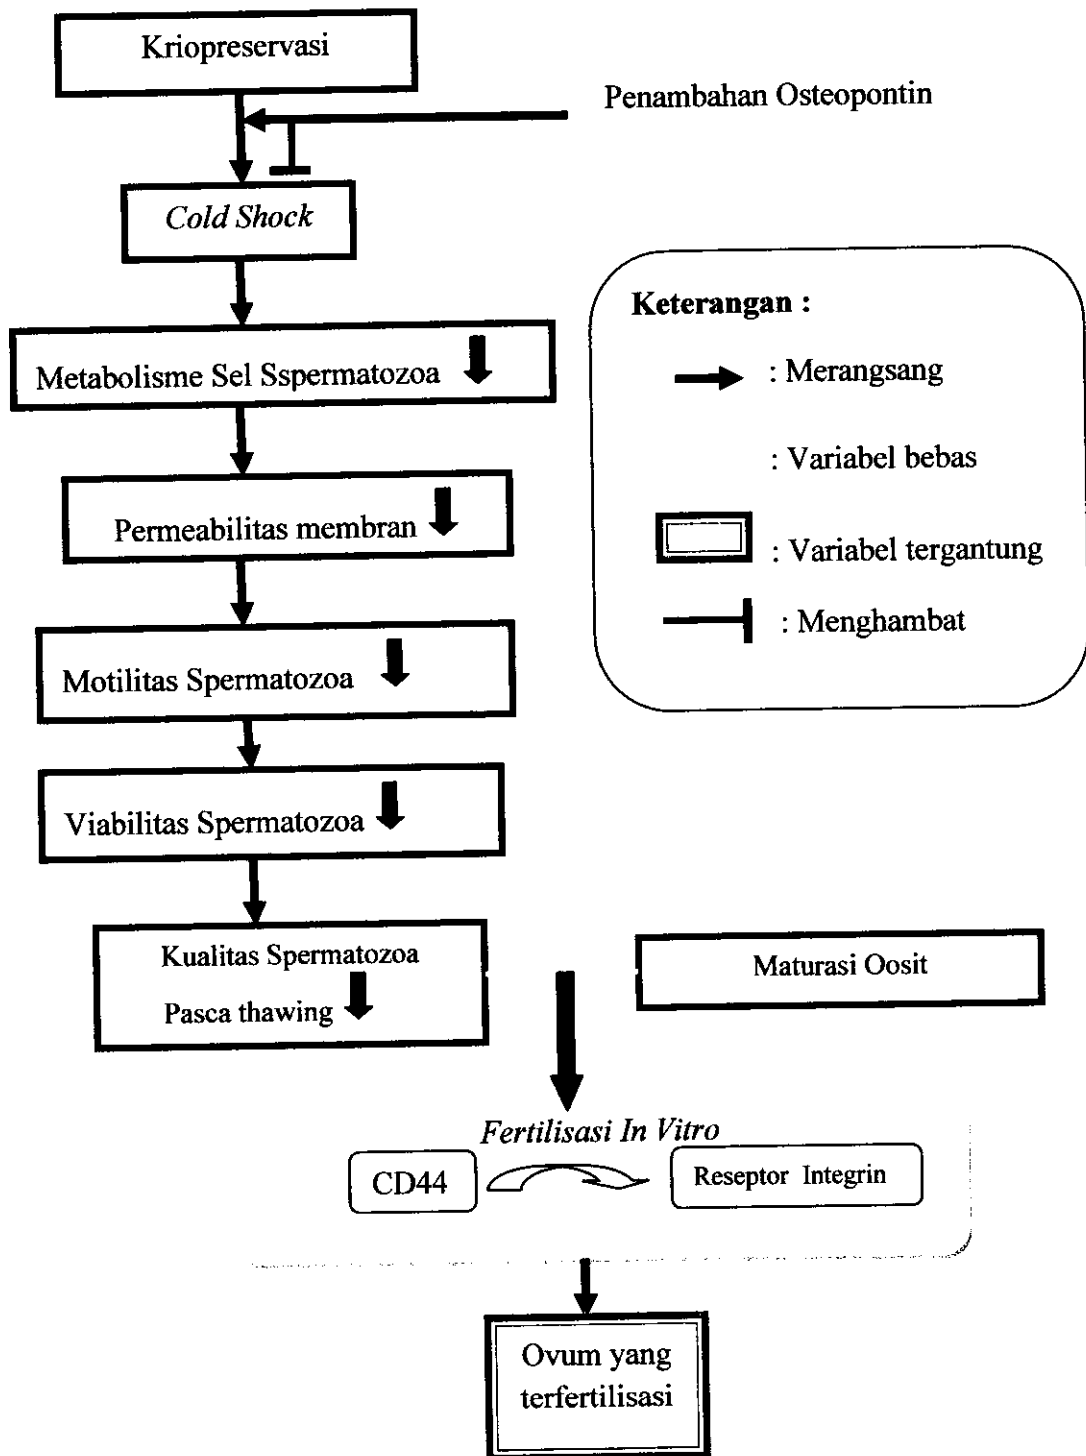 Kriopreservasi
Penambahan Osteopontin
Cold Shock
Metabolisme Sel Sspermatozoa
Permeabilitas membran
Motilitas Spermatozoa
Viabilitas Spermatozoa
Kualitas Spermatozoa
Pasca thawing
Keterangan :
: Merangsang
: Variabel bebas
: Variabel tergantung
: Menghambat
Maturasi Oosit
Fertilisasi In Vitro
CD44
Reseptor Integrin
Ovum yang
terfertilisasi